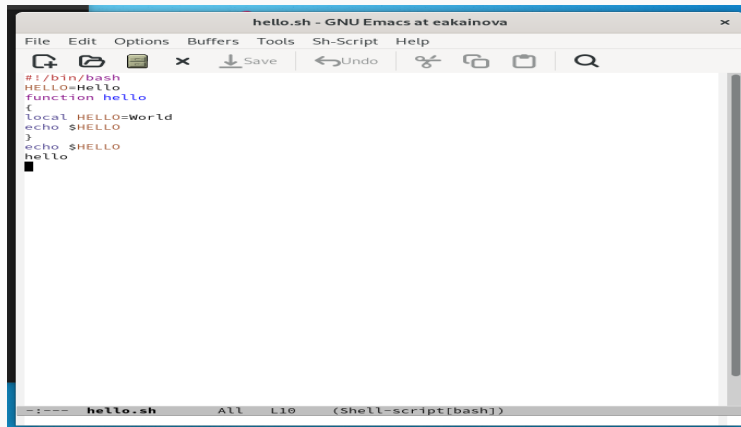 hello.sh - GNU Emacs at eakainova ×
File Edit Options Buffers Tools Sh-Script Help
Save Undo
#!/bin/bash
HELLO=Hello
function hello
{
local HELLO=World
echo $HELLO
}
echo $HELLO
hello
-:--- hello.sh All L10 (Shell-script[bash])